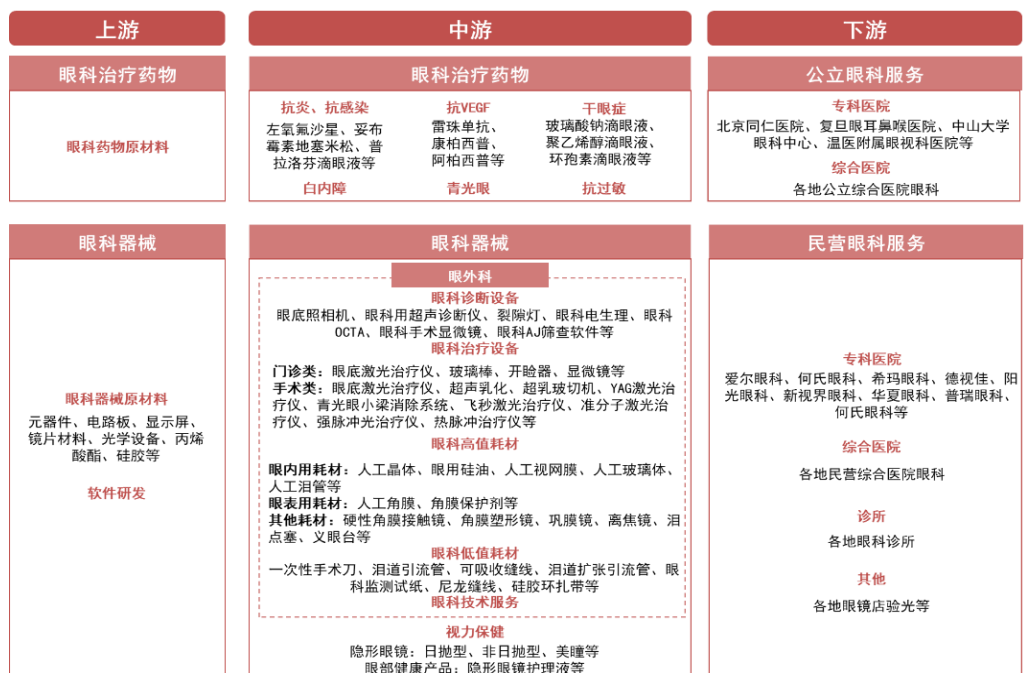 上游
中游
下游
眼科治疗药物
眼科药物原材料
眼科治疗药物
抗炎、抗感染
左氧氟沙星、妥布
霉素地塞米松、普
拉洛芬滴眼液等
抗VEGF
雷珠单抗、
康柏西普、
阿柏西普等
干眼症
玻璃酸钠滴眼液、
聚乙烯醇滴眼液、
环孢素滴眼液等
白内障
青光眼
抗过敏
公立眼科服务
专科医院
北京同仁医院、复旦眼耳鼻喉医院、中山大学
眼科中心、温医附属眼视科医院等
综合医院
各地公立综合医院眼科
眼科器械
眼科器械原材料
元器件、电路板、显示屏、
镜片材料、光学设备、丙烯
酸酯、硅胶等
软件研发
眼科器械
眼外科
眼科诊断设备
眼底照相机、眼科用超声诊断仪、裂隙灯、眼科电生理、眼科
OCTA、眼科手术显微镜、眼科AJ筛查软件等
眼科治疗设备
门诊类：眼底激光治疗仪、玻璃棒、开睑器、显微镜等
手术类：眼底激光治疗仪、超声乳化、超乳玻切机、YAG激光治
疗仪、青光眼小梁消除系统、飞秒激光治疗仪、准分子激光治
疗仪、强脉冲光治疗仪、热脉冲治疗仪等
眼科高值耗材
眼内用耗材：人工晶体、眼用硅油、人工视网膜、人工玻璃体、
人工泪管等
眼表用耗材：人工角膜、角膜保护剂等
其他耗材：硬性角膜接触镜、角膜塑形镜、巩膜镜、离焦镜、泪
点塞、义眼台等
眼科低值耗材
一次性手术刀、泪道引流管、可吸收缝线、泪道扩张引流管、眼
科监测试纸、尼龙缝线、硅胶环扎带等
眼科技术服务
视力保健
隐形眼镜：日抛型、非日抛型、美瞳等
眼部健康产品：隐形眼镜护理液等
民营眼科服务
专科医院
爱尔眼科、何氏眼科、希玛眼科、德视佳、阳
光眼科、新视界眼科、华夏眼科、普瑞眼科、
何氏眼科等
综合医院
各地民营综合医院眼科
诊所
各地眼科诊所
其他
各地眼镜店验光等